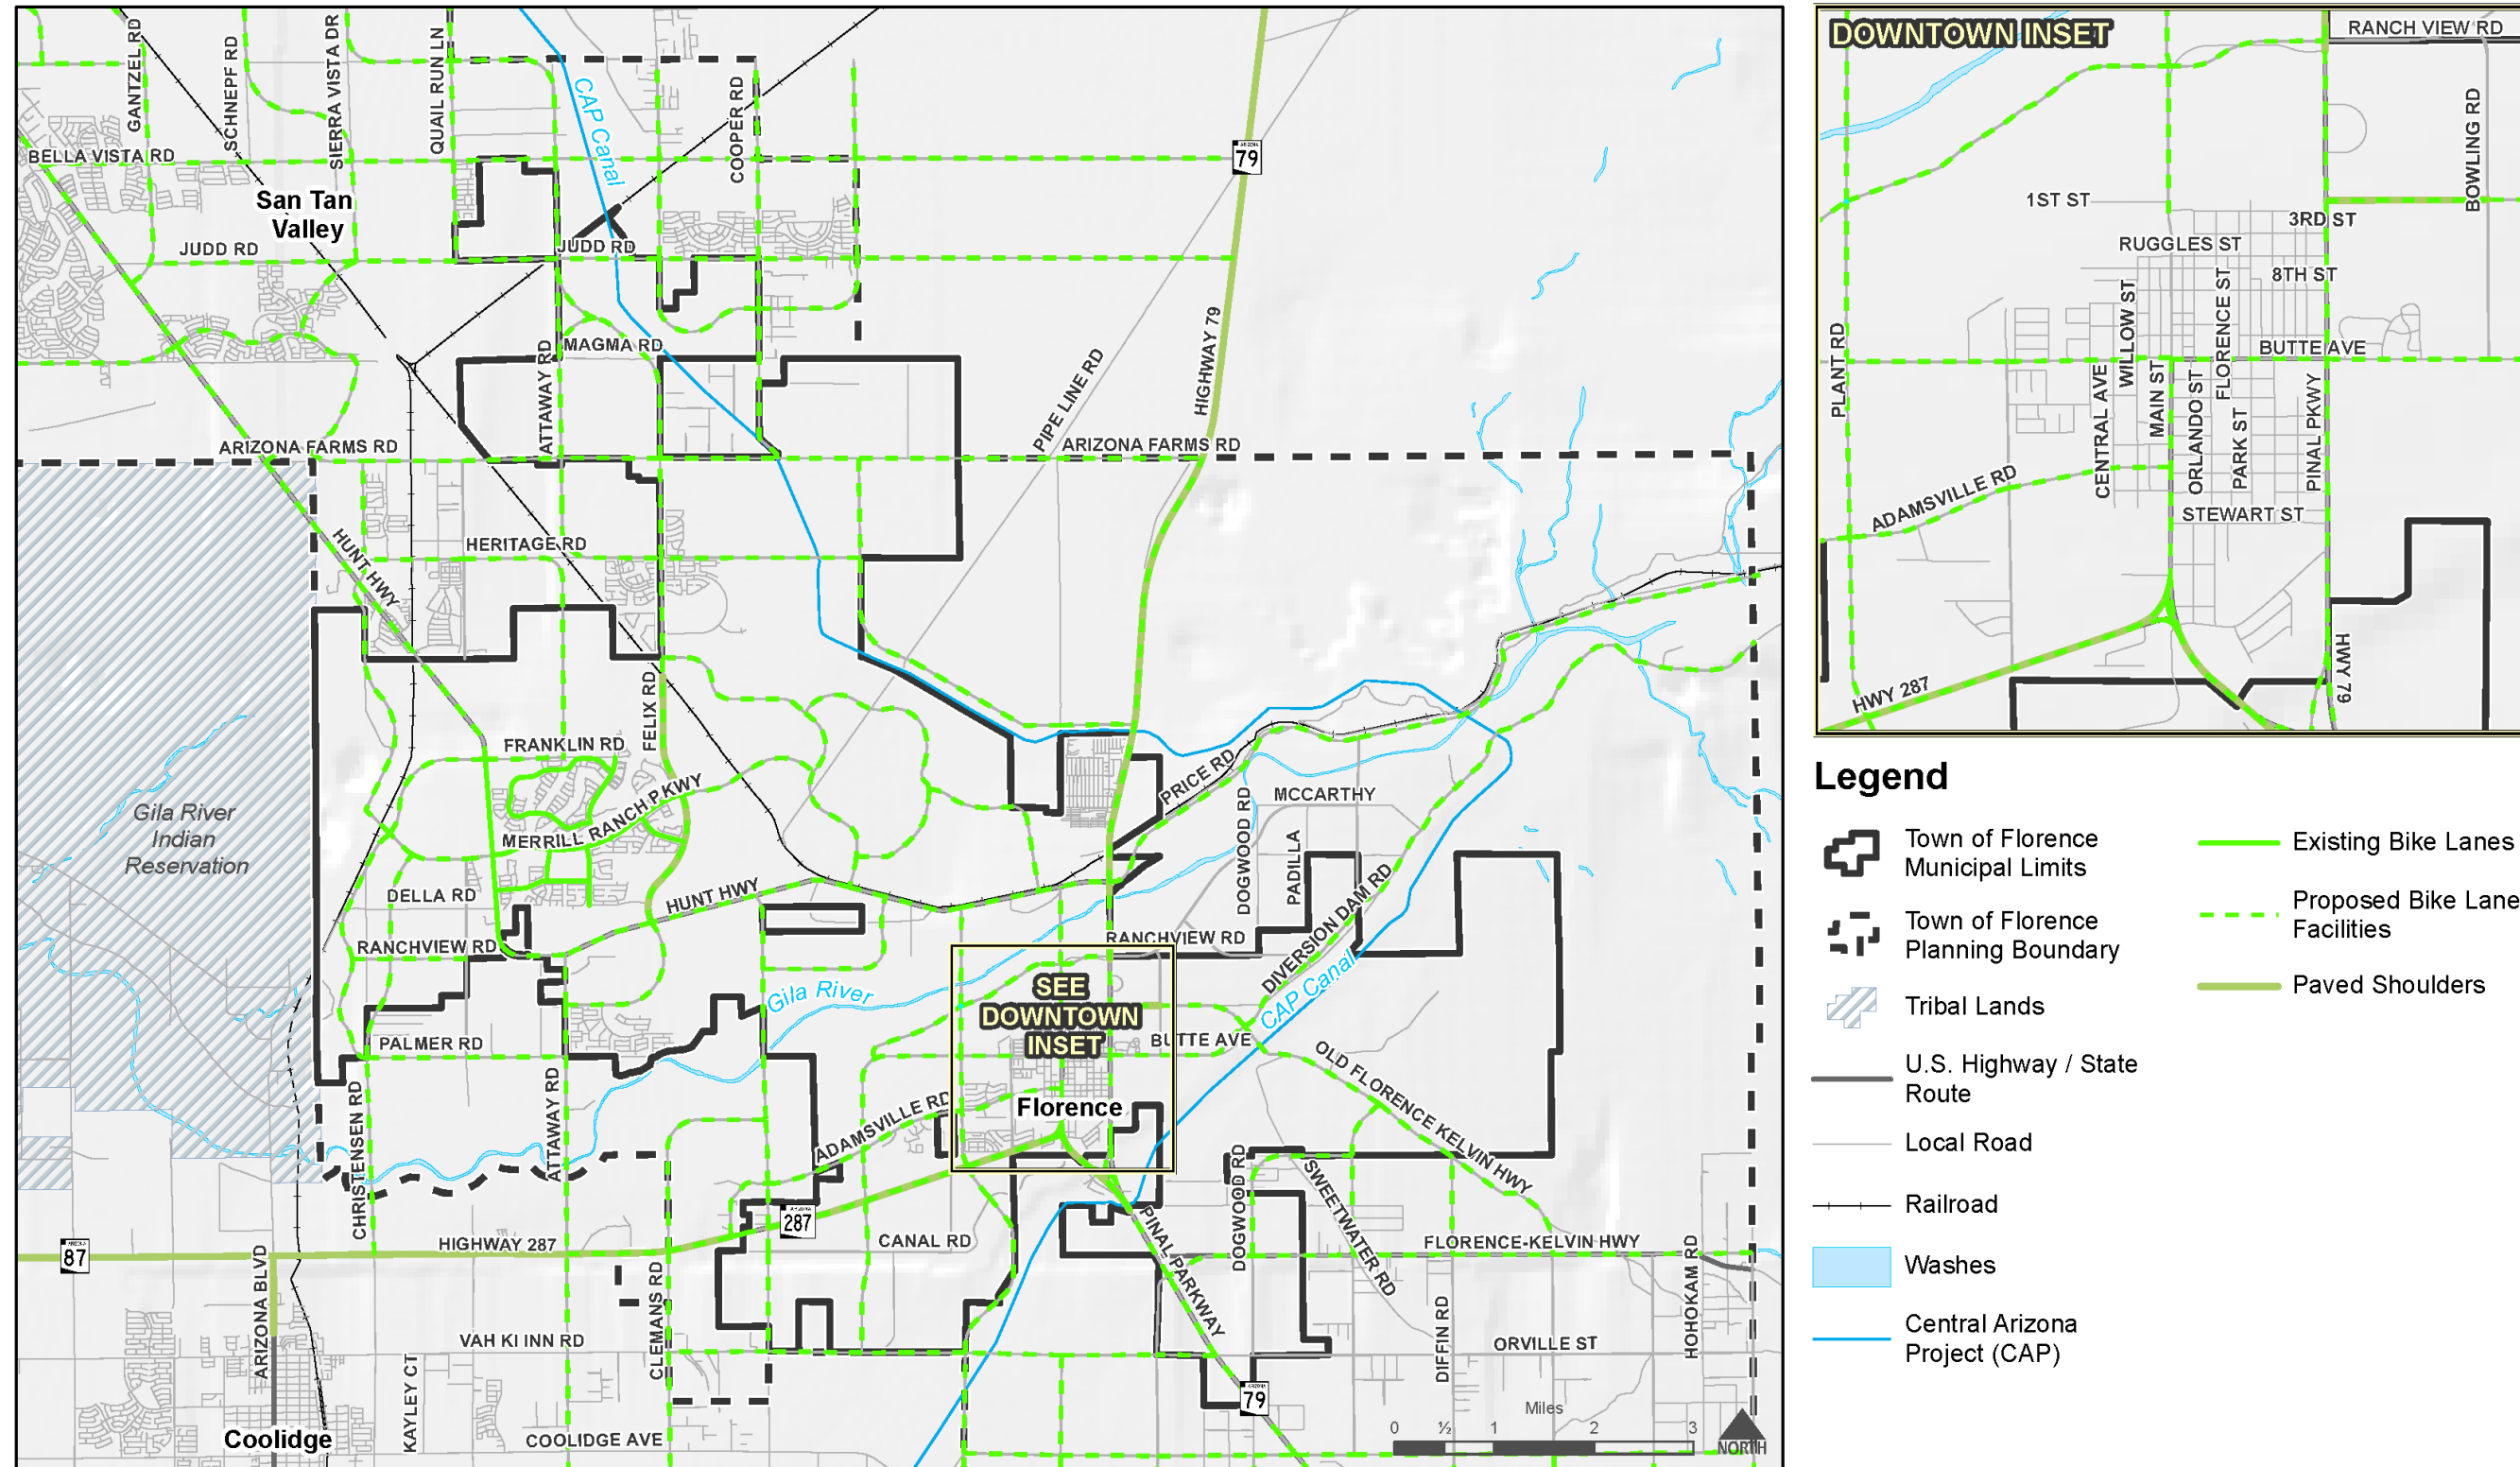 GANTZEL RD
SCHNEPF RD
SIERRA VISTA DR
QUAIL RUN LN
CAP Canal
COOPER RD
BELLA VISTA RD
ARIZONA
79
San Tan
Valley
JUDD RD
JUDD RD
HIGHWAY 79
MAGMA RD
ATTAWAY RD
PIPE LINE RD
ARIZONA FARMS RD
ARIZONA FARMS RD
HUNT HWY
HERITAGE RD
FELIX RD
FRANKLIN RD
PRICE RD
MERRILL RANCH PKWY
MCCARTHY
DOGWOOD RD
PADILLA
Gila River
Indian
Reservation
DELLA RD
HUNT HWY
DIVERSION DAM RD
RANCHVIEW RD
RANCHVIEW RD
CAP Canal
Gila River
SEE
DOWNTOWN
INSET
BUTTE AVE
PALMER RD
OLD FLORENCE KELVIN HWY
CHRISTENSEN RD
ATTAWAY RD
ADAMSVILLE RD
Florence
DOGWOOD RD
SWEETWATER RD
ARIZONA
287
PINAL PARKWAY
ARIZONA
87
HIGHWAY 287
CANAL RD
FLORENCE-KELVIN HWY
HOHOKAM RD
ARIZONA BLVD
CLEMANS RD
VAH KI INN RD
ORVILLE ST
DIFFIN RD
KAYLEY CT
ARIZONA
79
Coolidge
COOLIDGE AVE
Miles
0 ½ 1 2 3
NORTH
DOWNTOWN INSET
RANCH VIEW RD
BOWLING RD
1ST ST
3RD ST
RUGGLES ST
8TH ST
WILLOW ST
FLORENCE ST
PLANT RD
BUTTE AVE
CENTRAL AVE
MAIN ST
ORLANDO ST
PARK ST
PINAL PKWY
ADAMSVILLE RD
STEWART ST
HWY 287
HWY 79
Legend
Town of Florence
Municipal Limits
Town of Florence
Planning Boundary
Tribal Lands
U.S. Highway / State
Route
Local Road
Railroad
Washes
Central Arizona
Project (CAP)
Existing Bike Lanes
Proposed Bike Lane
Facilities
Paved Shoulders